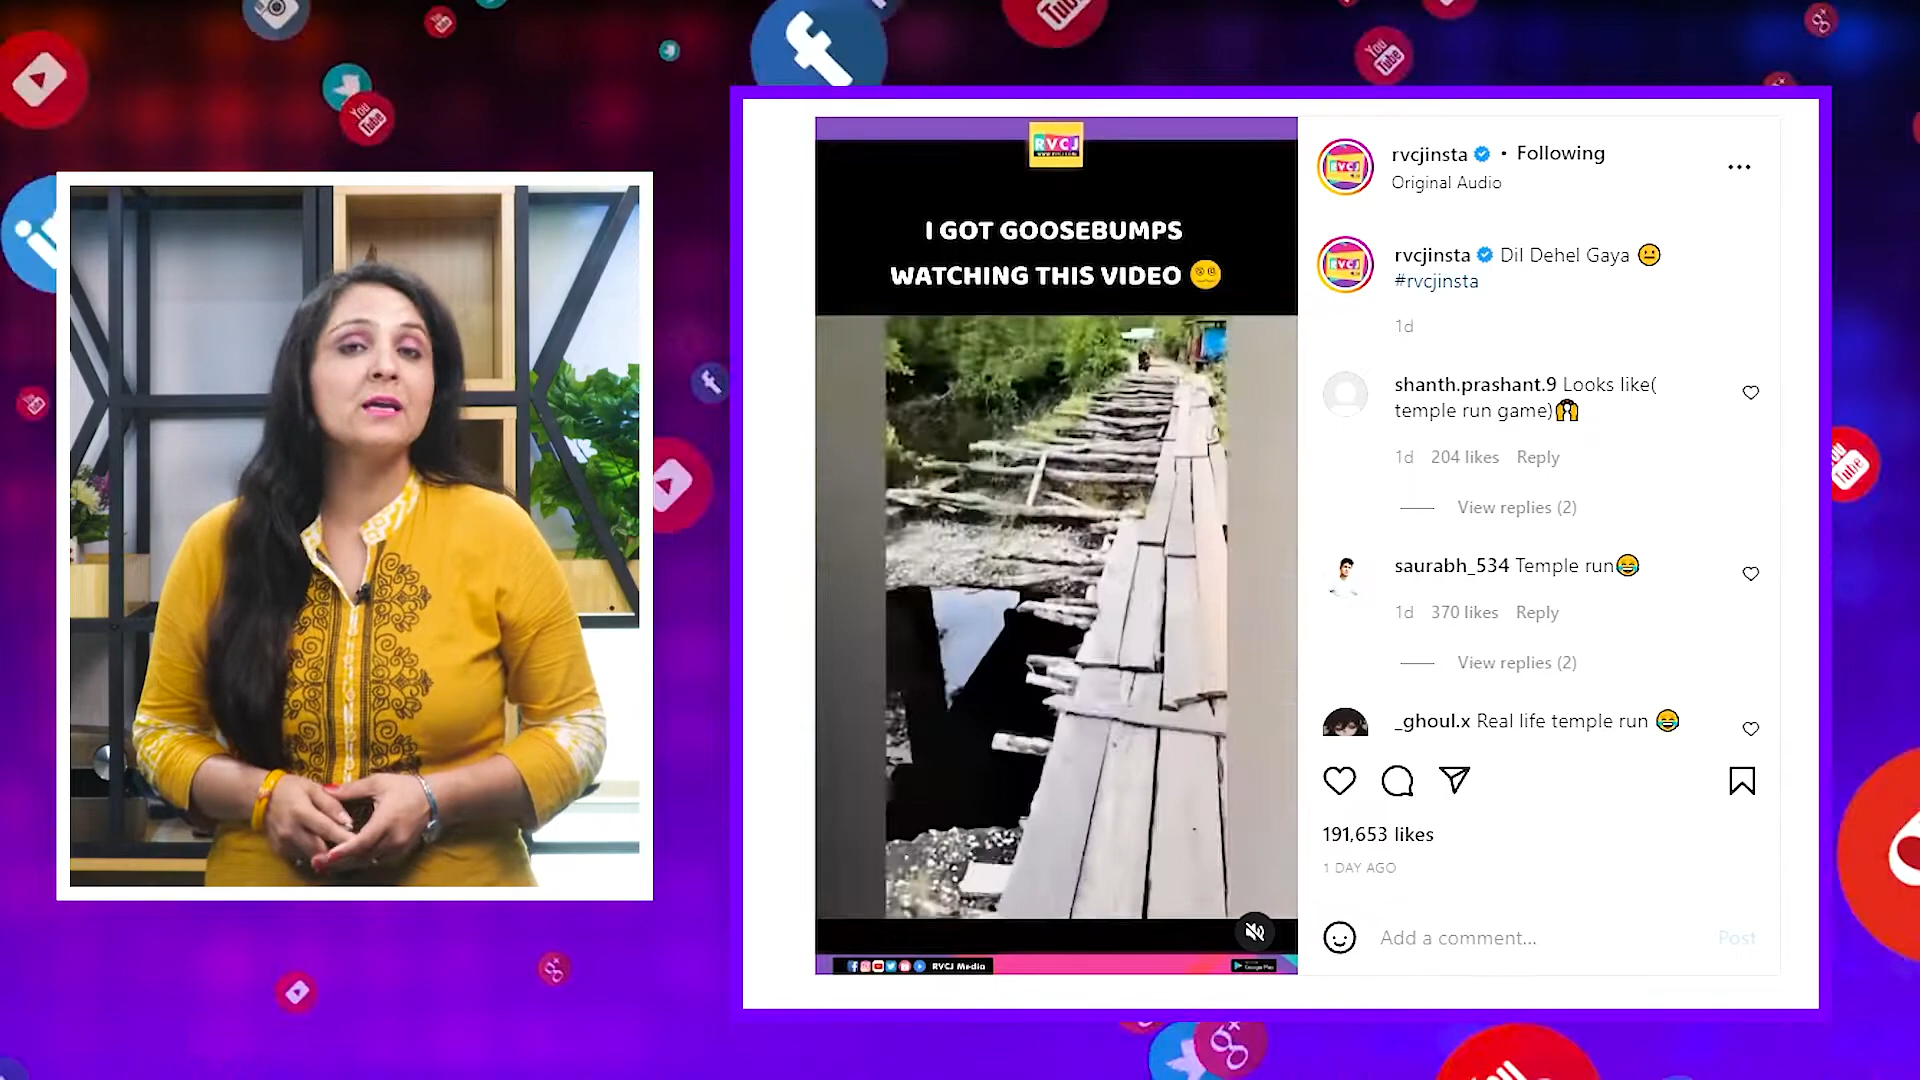 RVCJ
I GOT GOOSEBUMPS
WATCHING THIS VIDEO
RVCJ Media
Google Play
rvcjinsta • Following
Original Audio
rvcjinsta Dil Dehel Gaya
#rvcjinsta
1d
shanth.prashant.9 Looks like(
temple run game)
1d 204 likes Reply
View replies (2)
saurabh_534 Temple run
1d 370 likes Reply
View replies (2)
_ghoul.x Real life temple run
191,653 likes
1 DAY AGO
Add a comment... Post